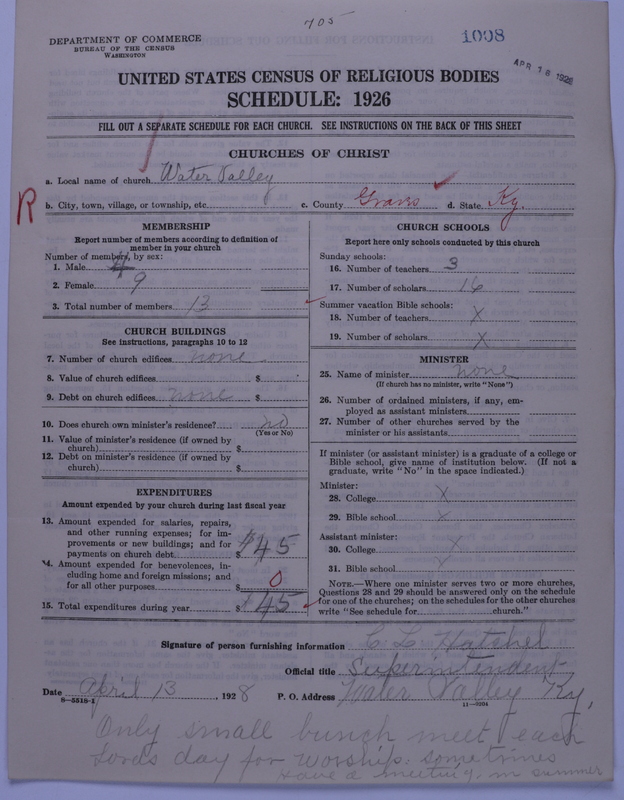 705
1098
DEPARTMENT OF COMMERCE
BUREAU OF THE CENSUS
WASHINGTON
APR 16 1928
UNITED STATES CENSUS OF RELIGIOUS BODIES
SCHEDULE: 1926
FILL OUT A SEPARATE SCHEDULE FOR EACH CHURCH. SEE INSTRUCTIONS ON THE BACK OF THIS SHEET
CHURCHES OF CHRIST
a. Local name of church Water Valley
R
b. City, town, village, or township, etc. c. County Graves d. State Ky.
MEMBERSHIP
Report number of members according to definition of
member in your church
Number of members, by sex:
1. Male 4
2. Female 9
3. Total number of members 13
CHURCH BUILDINGS
See instructions, paragraphs 10 to 12
7. Number of church edifices none
8. Value of church edifices $
9. Debt on church edifices none $
10. Does church own minister's residence? no
(Yes or No)
11. Value of minister's residence (if owned by
church) $
12. Debt on minister's residence (if owned by
church) $
EXPENDITURES
Amount expended by your church during last fiscal year
13. Amount expended for salaries, repairs,
and other running expenses; for im-
provements or new buildings; and for
payments on church debt $ $45
14. Amount expended for benevolences, in-
cluding home and foreign missions; and
for all other purposes $ 0
15. Total expenditures during year $ $45
CHURCH SCHOOLS
Report here only schools conducted by this church
Sunday schools:
16. Number of teachers 3
17. Number of scholars 16
Summer vacation Bible schools:
18. Number of teachers X
19. Number of scholars X
MINISTER
25. Name of minister none
(If church has no minister, write "None")
26. Number of ordained ministers, if any, em-
ployed as assistant ministers
27. Number of other churches served by the
minister or his assistants
If minister (or assistant minister) is a graduate of a college or
Bible school, give name of institution below. (If not a
graduate, write "No" in the space indicated.)
Minister:
28. College X
29. Bible school X
Assistant minister:
30. College X
31. Bible school X
NOTE.—Where one minister serves two or more churches,
Questions 28 and 29 should be answered only on the schedule
for one of the churches; on the schedules for the other churches
write "See schedule for church."
Signature of person furnishing information C L Hatchel
Official title Superintendent
Date April 13, 1928 P. O. Address Water Valley Ky,
8—5518-1 11—9204
Only small bunch meet each
Lords day for worship. sometimes
have a meeting, in summer